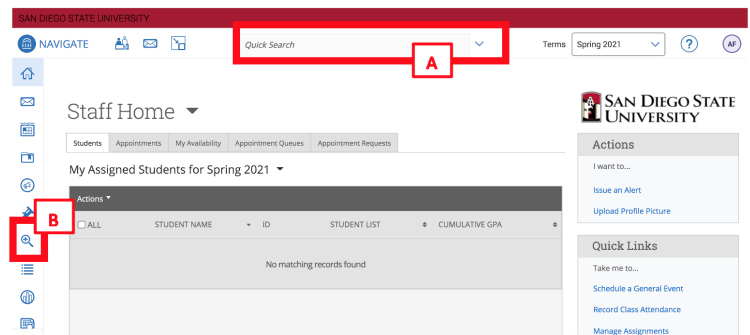 SAN DIEGO STATE UNIVERSITY
NAVIGATE
Quick Search
A
Terms
Spring 2021
?
AF
Staff Home
SAN DIEGO STATE
UNIVERSITY
Students Appointments My Availability Appointment Queues Appointment Requests
Actions
My Assigned Students for Spring 2021
I want to...
Issue an Alert
Upload Profile Picture
Actions
B
ALL STUDENT NAME ID STUDENT LIST CUMULATIVE GPA
No matching records found
Quick Links
Take me to...
Schedule a General Event
Record Class Attendance
Manage Assignments